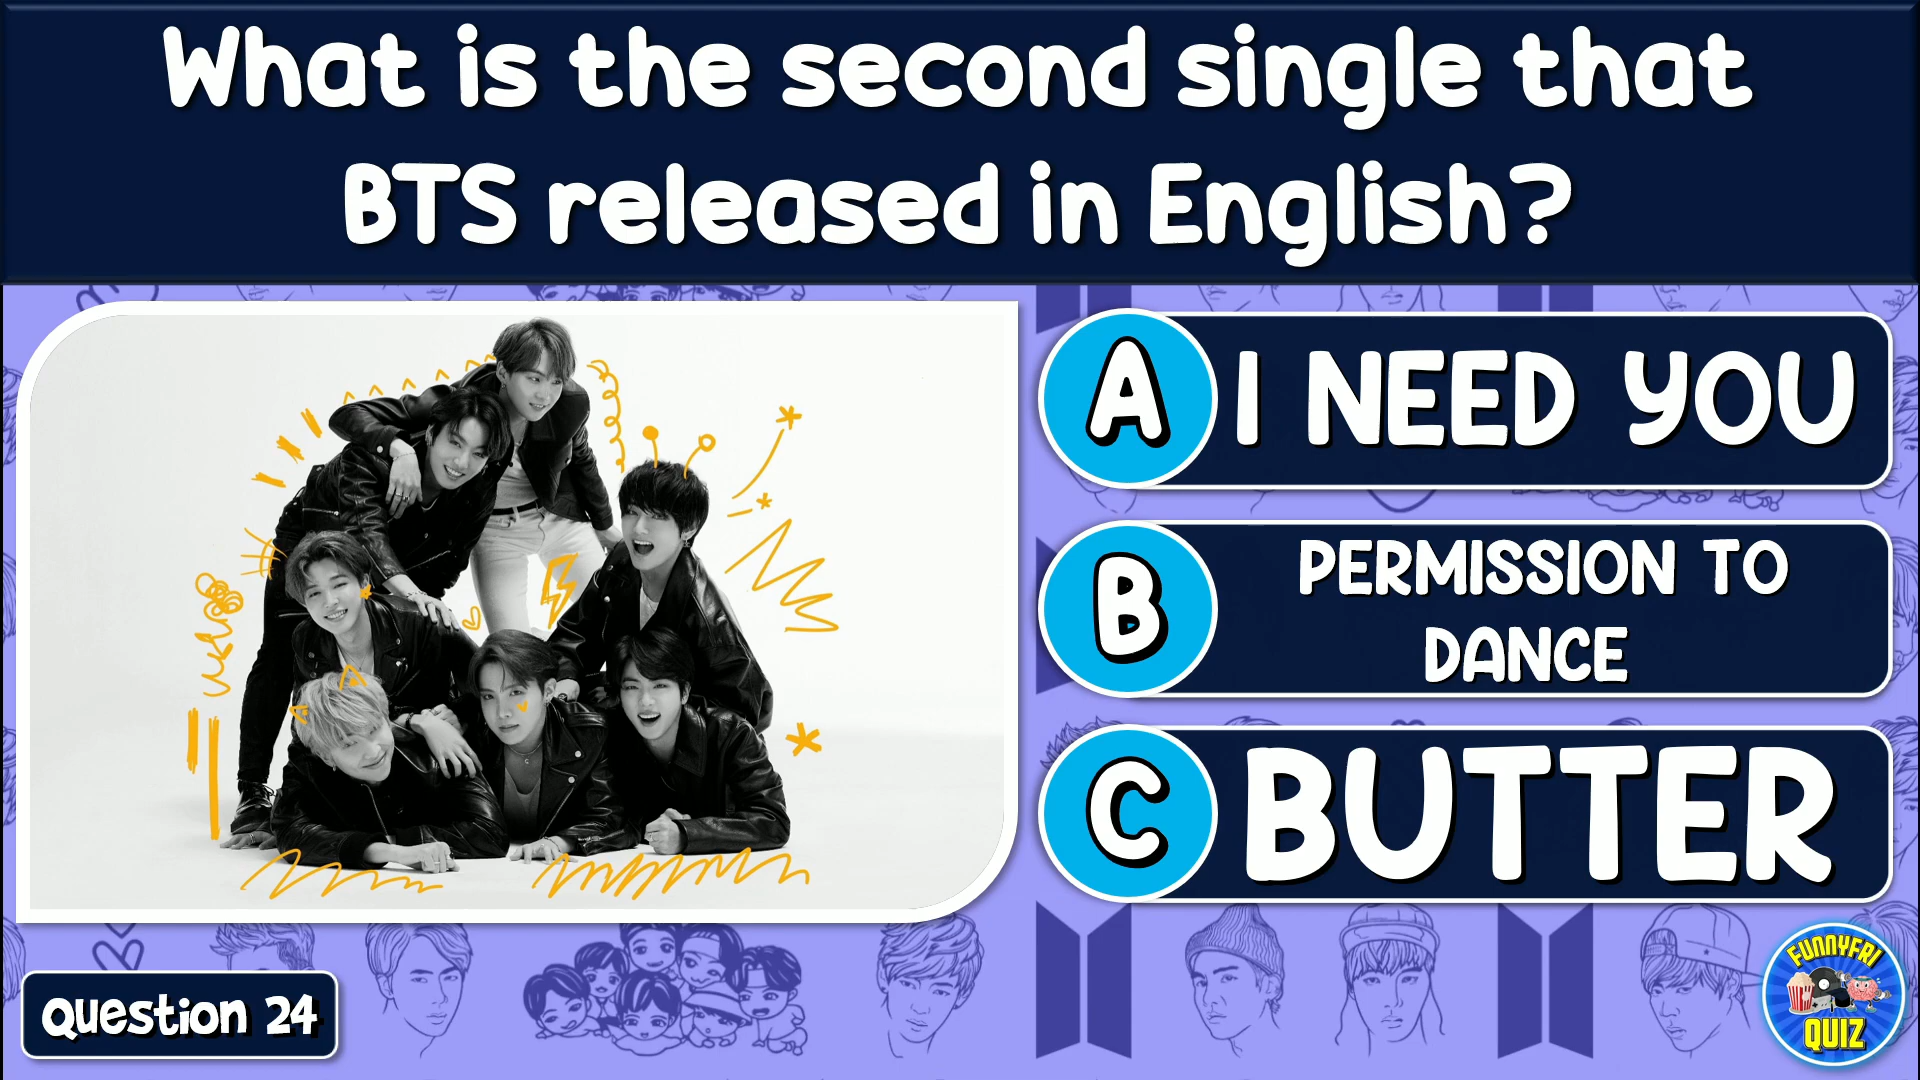 What is the second single that
BTS released in English?
A I NEED YOU
B PERMISSION TO
DANCE
C BUTTER
Question 24
FUNNYFRI
QUIZ